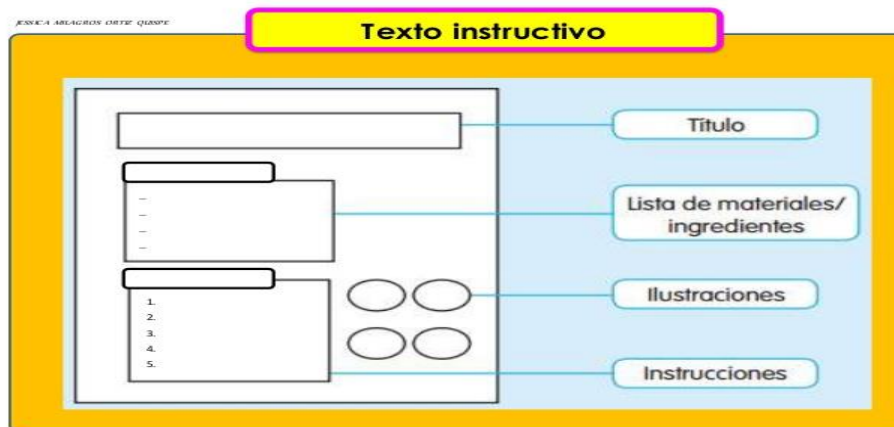 JESSICA MILAGROS ORTIZ QUISPE
Texto instructivo
Título
Lista de materiales/
ingredientes
–
–
–
–
Ilustraciones
1.
2.
3.
4.
5.
Instrucciones